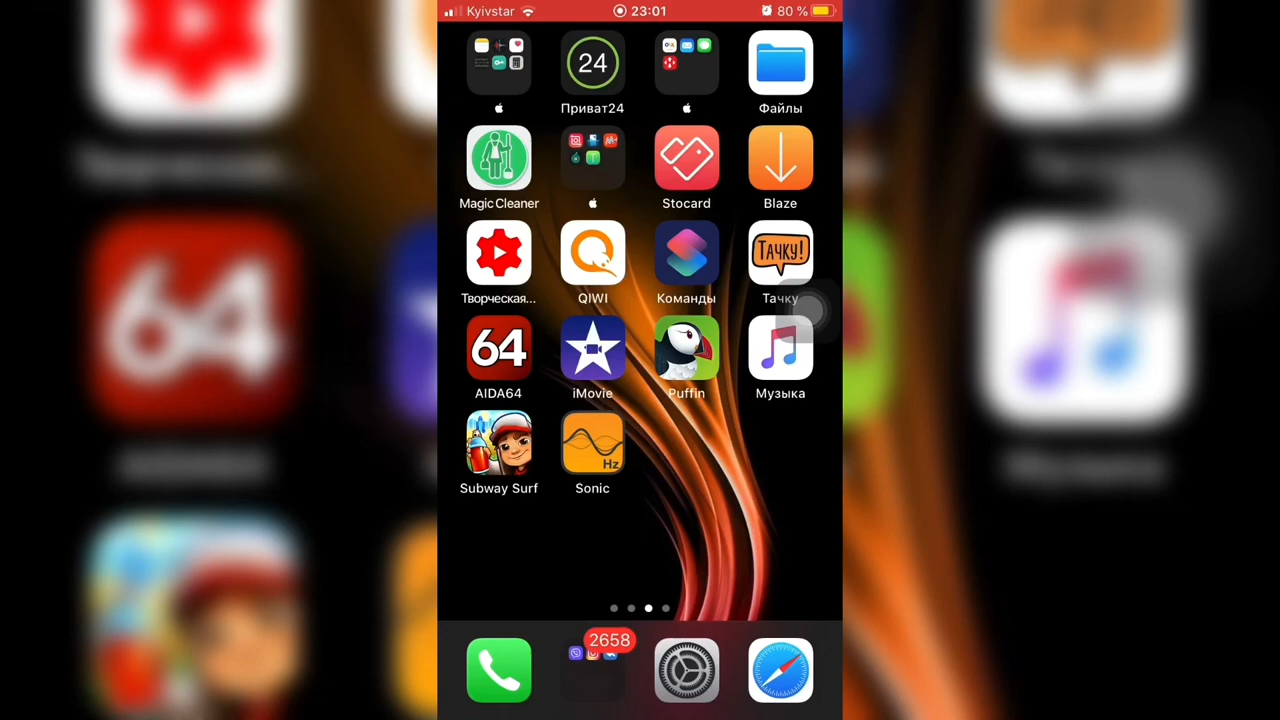 Kyivstar 23:01 80 %
24
Приват24 Файлы
Magic Cleaner Stocard Blaze
Тачку!
Творческая... QIWI Команды Тачку
64
AIDA64 iMovie Puffin Музыка
Hz
Subway Surf Sonic
2658